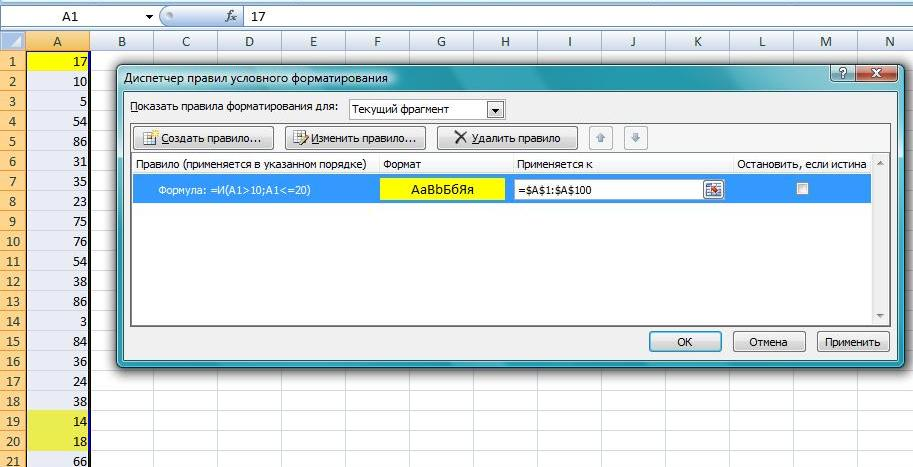 A1 fx 17
A B C D E F G H I J K L M N
1 17
2 10
3 5
4 54
5 86
6 31
7 35
8 23
9 75
10 76
11 54
12 38
13 86
14 3
15 84
16 36
17 24
18 38
19 14
20 18
21 66
Диспетчер правил условного форматирования
Показать правила форматирования для: Текущий фрагмент
Создать правило... Изменить правило... Удалить правило
Правило (применяется в указанном порядке) Формат Применяется к Остановить, если истина
Формула: =И(A1>10;A1<=20) АаВbБбЯя =$A$1:$A$100
ОК Отмена Применить